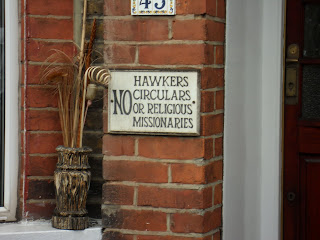 45
HAWKERS
CIRCULARS
·NO OR RELIGIOUS
MISSIONARIES